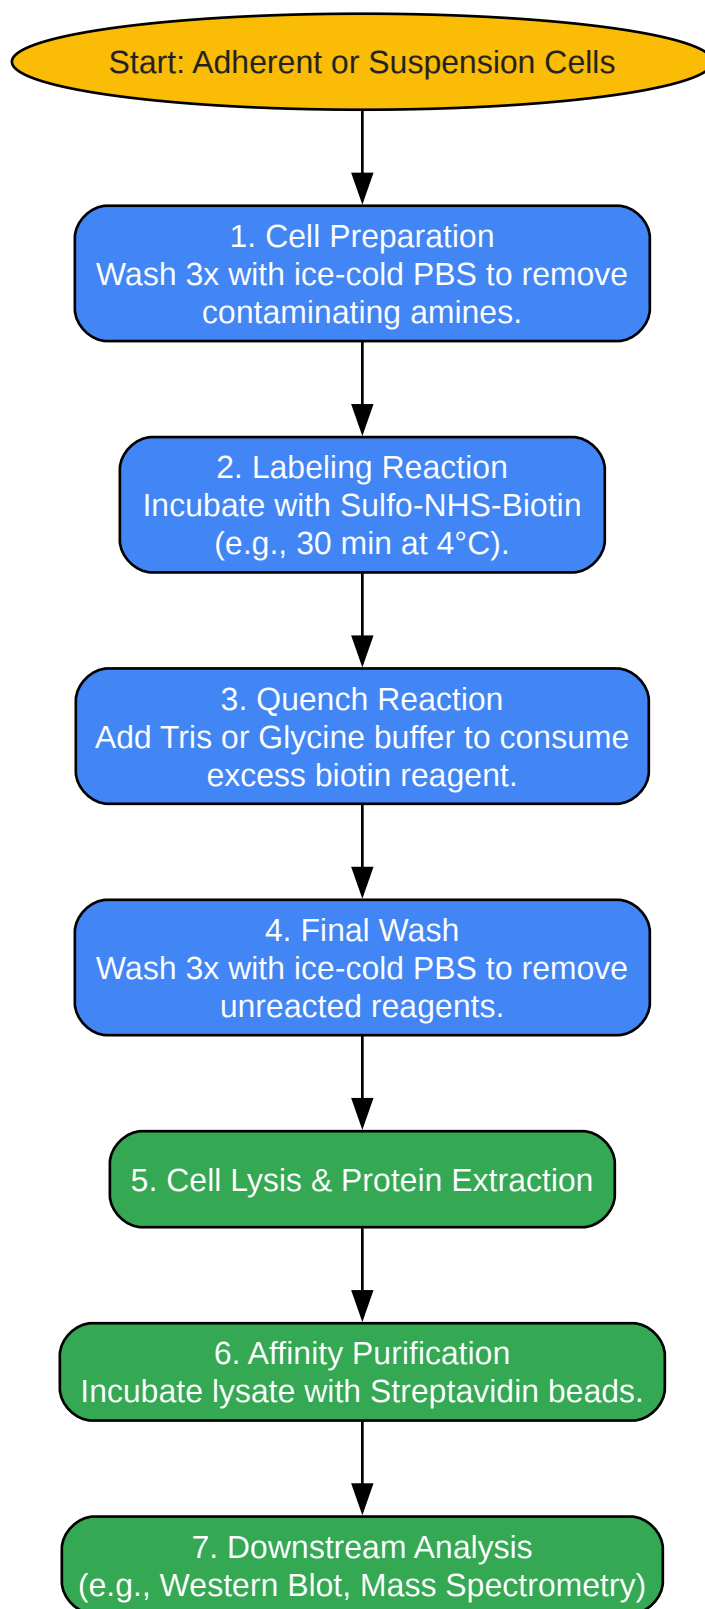 Start: Adherent or Suspension Cells
1. Cell Preparation
Wash 3x with ice-cold PBS to remove
contaminating amines.
2. Labeling Reaction
Incubate with Sulfo-NHS-Biotin
(e.g., 30 min at 4°C).
3. Quench Reaction
Add Tris or Glycine buffer to consume
excess biotin reagent.
4. Final Wash
Wash 3x with ice-cold PBS to remove
unreacted reagents.
5. Cell Lysis & Protein Extraction
6. Affinity Purification
Incubate lysate with Streptavidin beads.
7. Downstream Analysis
(e.g., Western Blot, Mass Spectrometry)